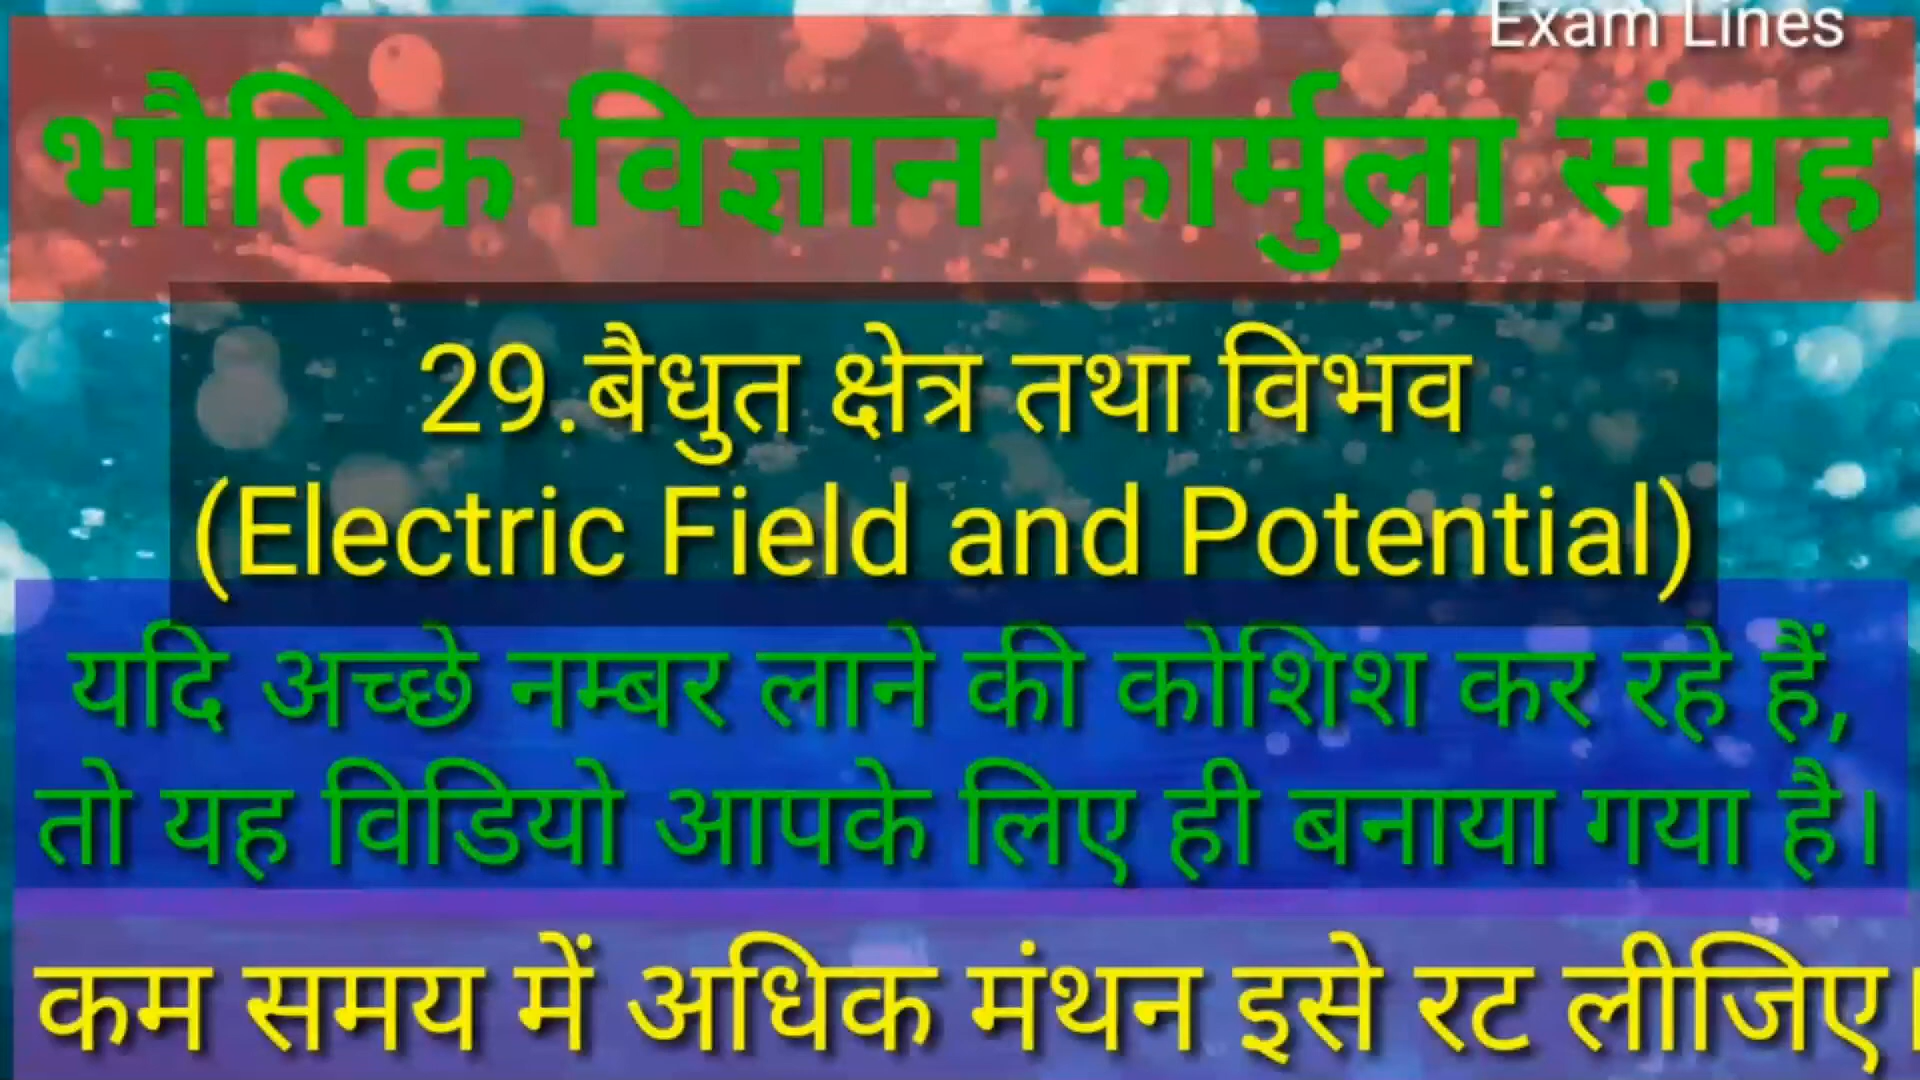 Exam Lines
भौतिक विज्ञान फार्मुला संग्रह
29.बैधुत क्षेत्र तथा विभव
(Electric Field and Potential)
यदि अच्छे नम्बर लाने की कोशिश कर रहे हैं,
तो यह विडियो आपके लिए ही बनाया गया है।
कम समय में अधिक मंथन इसे रट लीजिए।